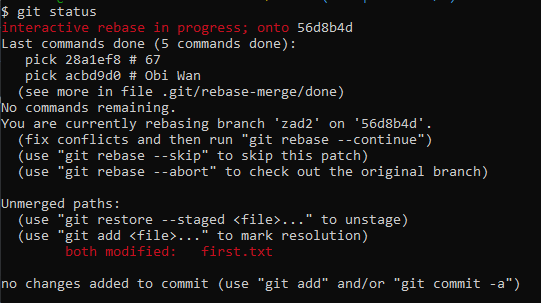 $ git status
interactive rebase in progress; onto 56d8b4d
Last commands done (5 commands done):
   pick 28a1ef8 # 67
   pick acbd9d0 # Obi Wan
  (see more in file .git/rebase-merge/done)
No commands remaining.
You are currently rebasing branch 'zad2' on '56d8b4d'.
  (fix conflicts and then run "git rebase --continue")
  (use "git rebase --skip" to skip this patch)
  (use "git rebase --abort" to check out the original branch)

Unmerged paths:
  (use "git restore --staged <file>..." to unstage)
  (use "git add <file>..." to mark resolution)
        both modified:   first.txt

no changes added to commit (use "git add" and/or "git commit -a")